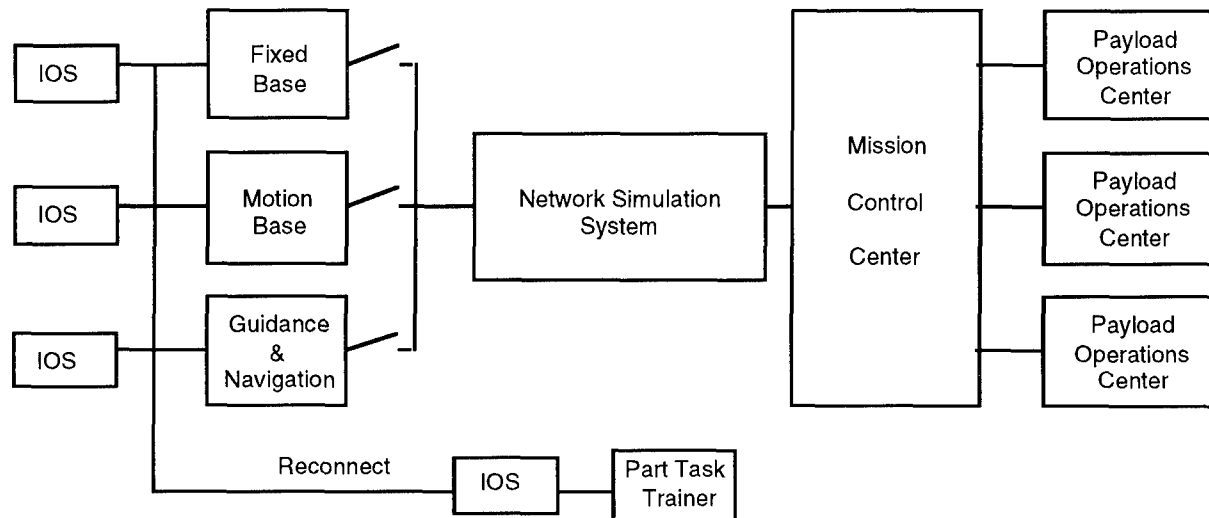 IOS
Fixed
Base
IOS
Motion
Base
IOS
Guidance
&
Navigation
Network Simulation
System
Mission
Control
Center
Payload
Operations
Center
Payload
Operations
Center
Payload
Operations
Center
Reconnect
IOS
Part Task
Trainer